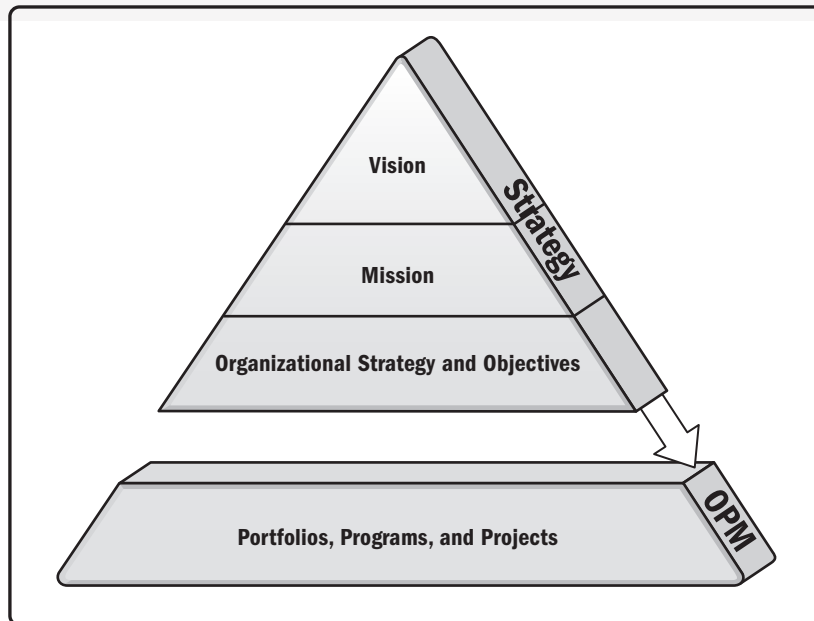 Vision
Strategy
Mission
Organizational Strategy and Objectives
Portfolios, Programs, and Projects
OPM